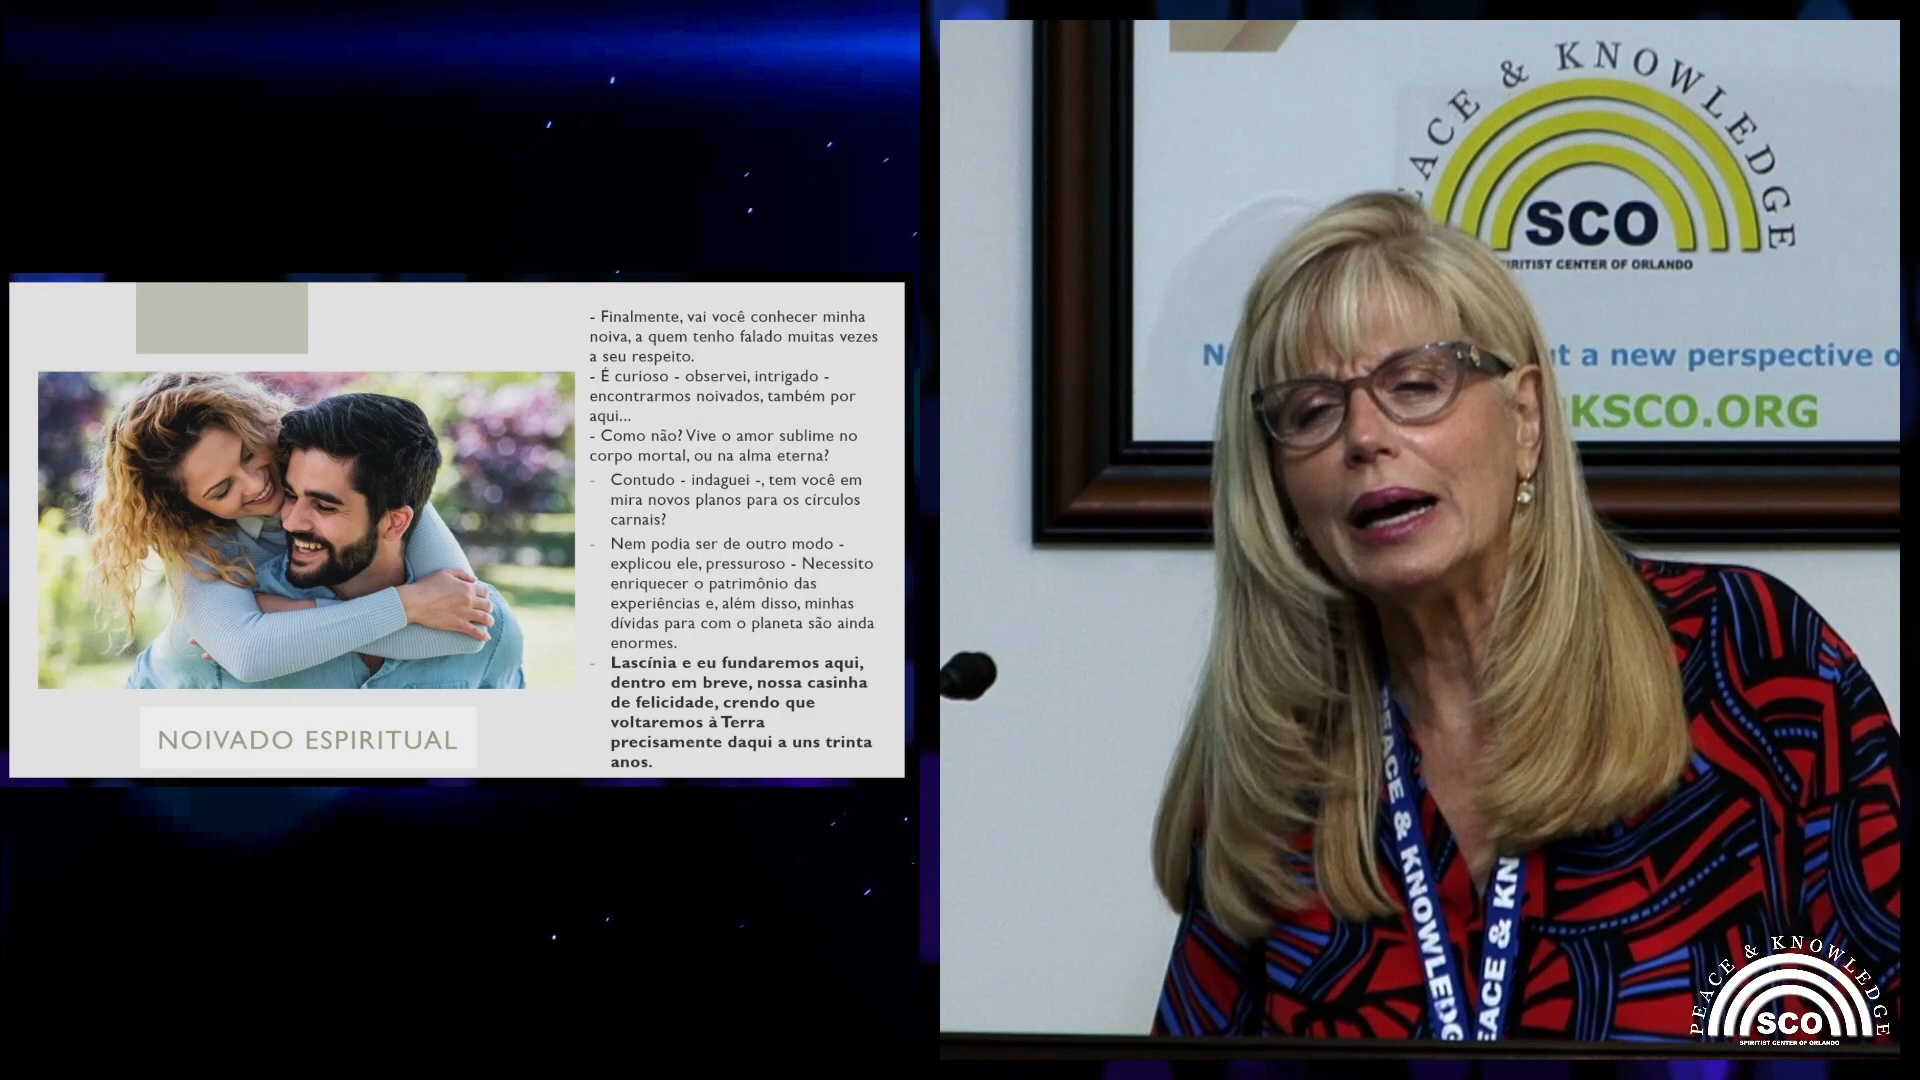 - Finalmente, vai você conhecer minha
noiva, a quem tenho falado muitas vezes
a seu respeito.
- É curioso - observei, intrigado -
encontrarmos noivados, também por
aqui...
- Como não? Vive o amor sublime no
corpo mortal, ou na alma eterna?
- Contudo - indaguei -, tem você em
mira novos planos para os círculos
carnais?
- Nem podia ser de outro modo -
explicou ele, pressuroso - Necessito
enriquecer o patrimônio das
experiências e, além disso, minhas
dívidas para com o planeta são ainda
enormes.
- Lascínia e eu fundaremos aqui,
dentro em breve, nossa casinha
de felicidade, crendo que
voltaremos à Terra
precisamente daqui a uns trinta
anos.
NOIVADO ESPIRITUAL
PEACE & KNOWLEDGE
SCO
CENTER OF ORLANDO
a new perspective
KSCO.ORG
PEACE & KNOWLEDG
EACE & KN
PEACE & KNOWLEDGE
SCO
SPIRITIST CENTER OF ORLANDO